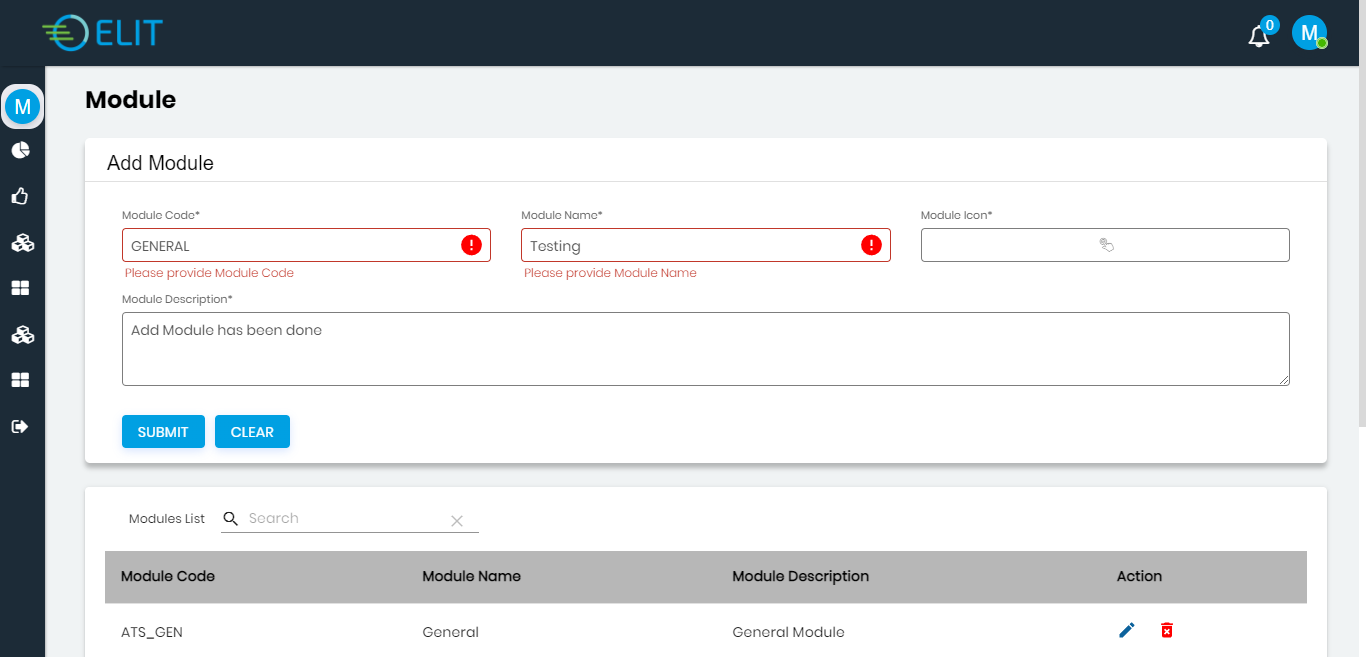 ELIT
0
M
M
Module
Add Module
Module Code*
Module Name*
Module Icon*
GENERAL
Testing
Please provide Module Code
Please provide Module Name
Module Description*
Add Module has been done
SUBMIT
CLEAR
Modules List
Search
Module Code
Module Name
Module Description
Action
ATS_GEN
General
General Module